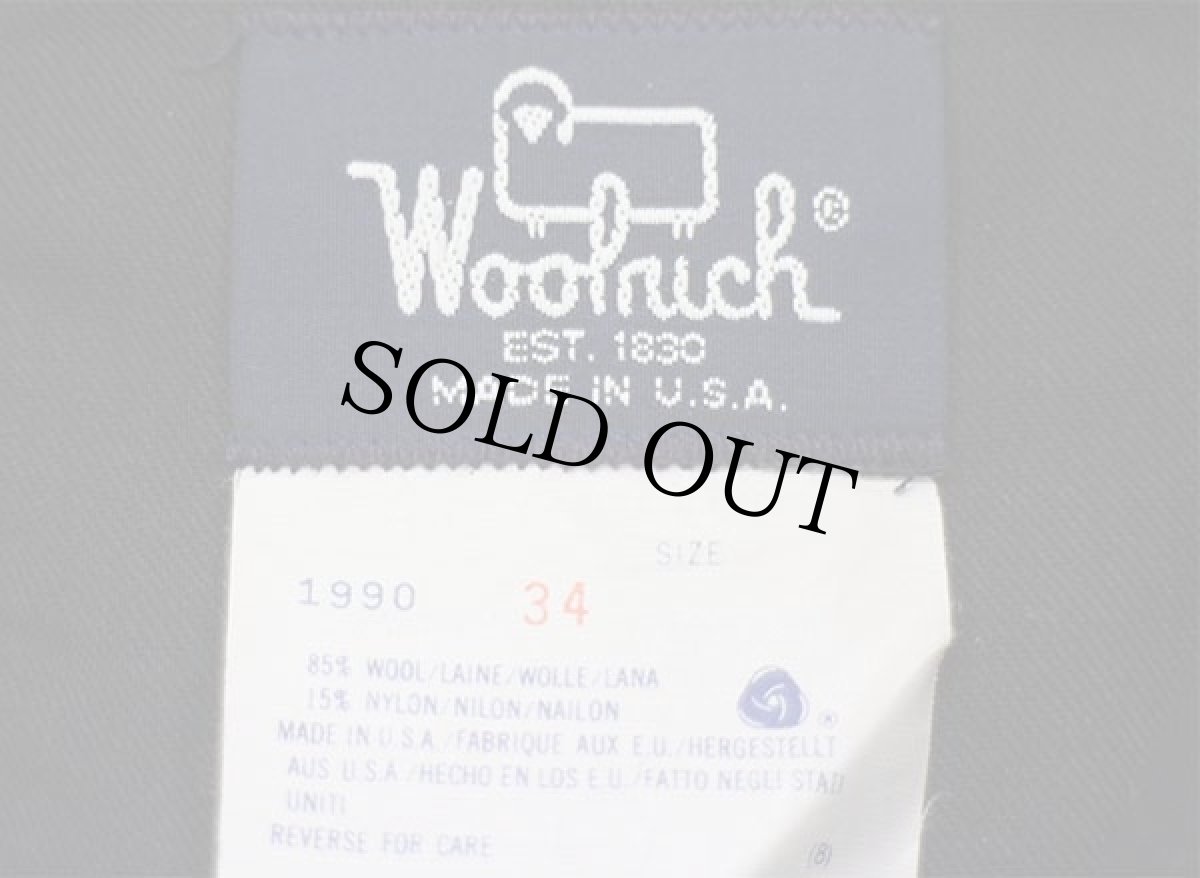 Woolrich®
EST. 1830
MADE IN U.S.A.
SOLD OUT
SIZE
1990 34
85% WOOL/LAINE/WOLLE/LANA
15% NYLON/NILON/NAILON
MADE IN U.S.A./FABRIQUE AUX E.U./HERGESTELLT
AUS U.S.A./HECHO EN LOS E.U./FATTO NEGLI STAD
UNITI
REVERSE FOR CARE
(8)